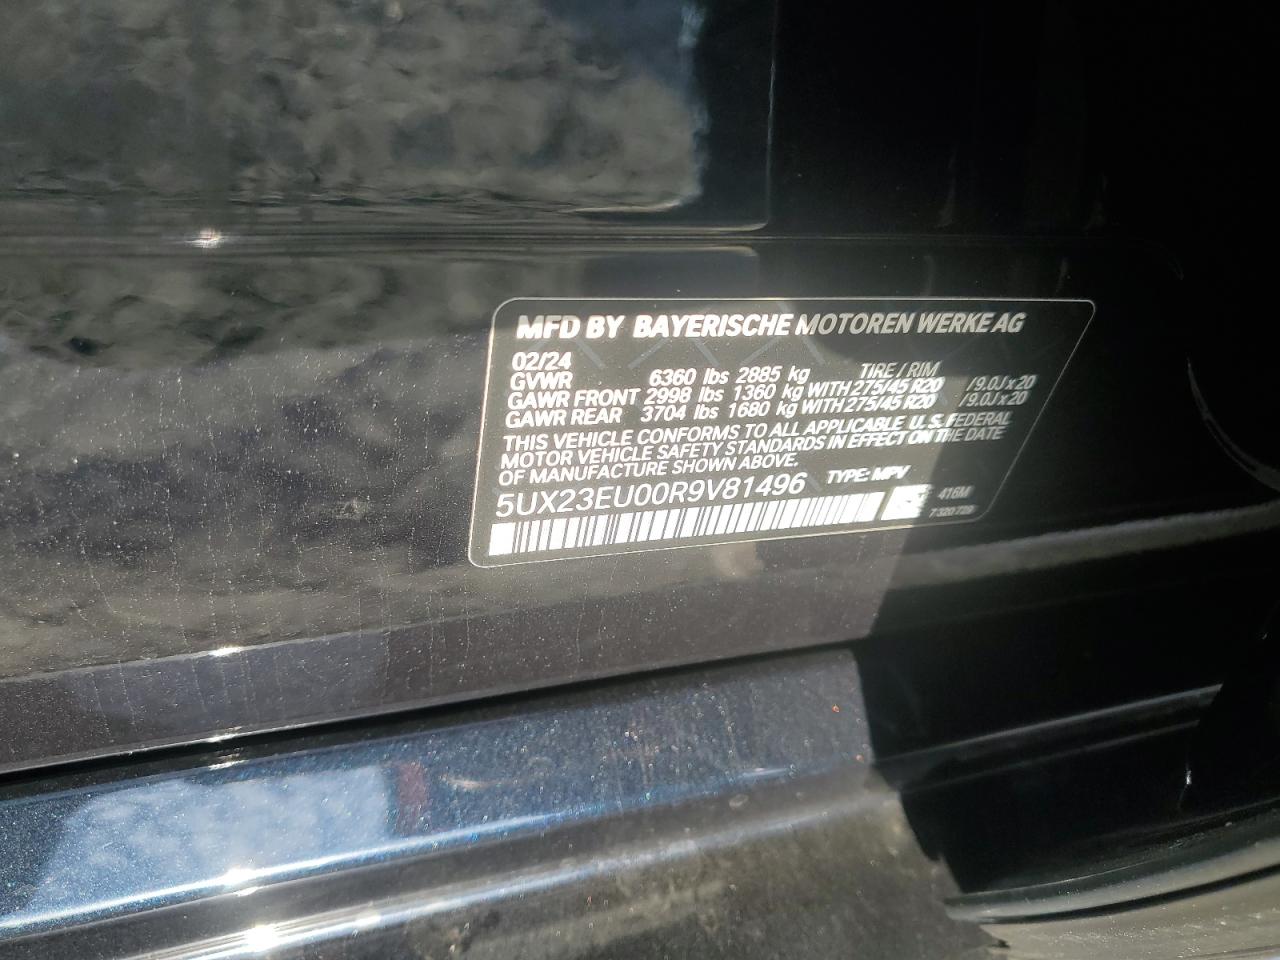 MFD BY BAYERISCHE MOTOREN WERKE AG
02/24 TIRE / RIM
GVWR 6360 lbs 2885 kg
GAWR FRONT 2998 lbs 1360 kg WITH 275/45 R20 /9.0J x 20
GAWR REAR 3704 lbs 1680 kg WITH 275/45 R20 /9.0J x 20
THIS VEHICLE CONFORMS TO ALL APPLICABLE U.S. FEDERAL
MOTOR VEHICLE SAFETY STANDARDS IN EFFECT ON THE DATE
OF MANUFACTURE SHOWN ABOVE.
5UX23EU00R9V81496 TYPE: MPV
416M
7320729